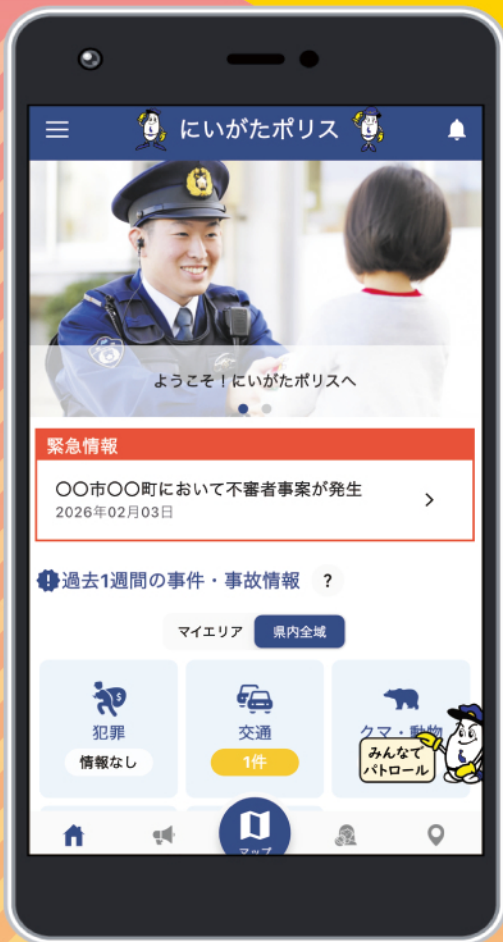 にいがたポリス
ようこそ!にいがたポリスへ
緊急情報
〇〇市〇〇町において不審者事案が発生
2026年02月03日
過去1週間の事件・事故情報 ?
マイエリア 県内全域
犯罪 交通 クマ・動物
情報なし 1件
みんなで
パトロール
マップ